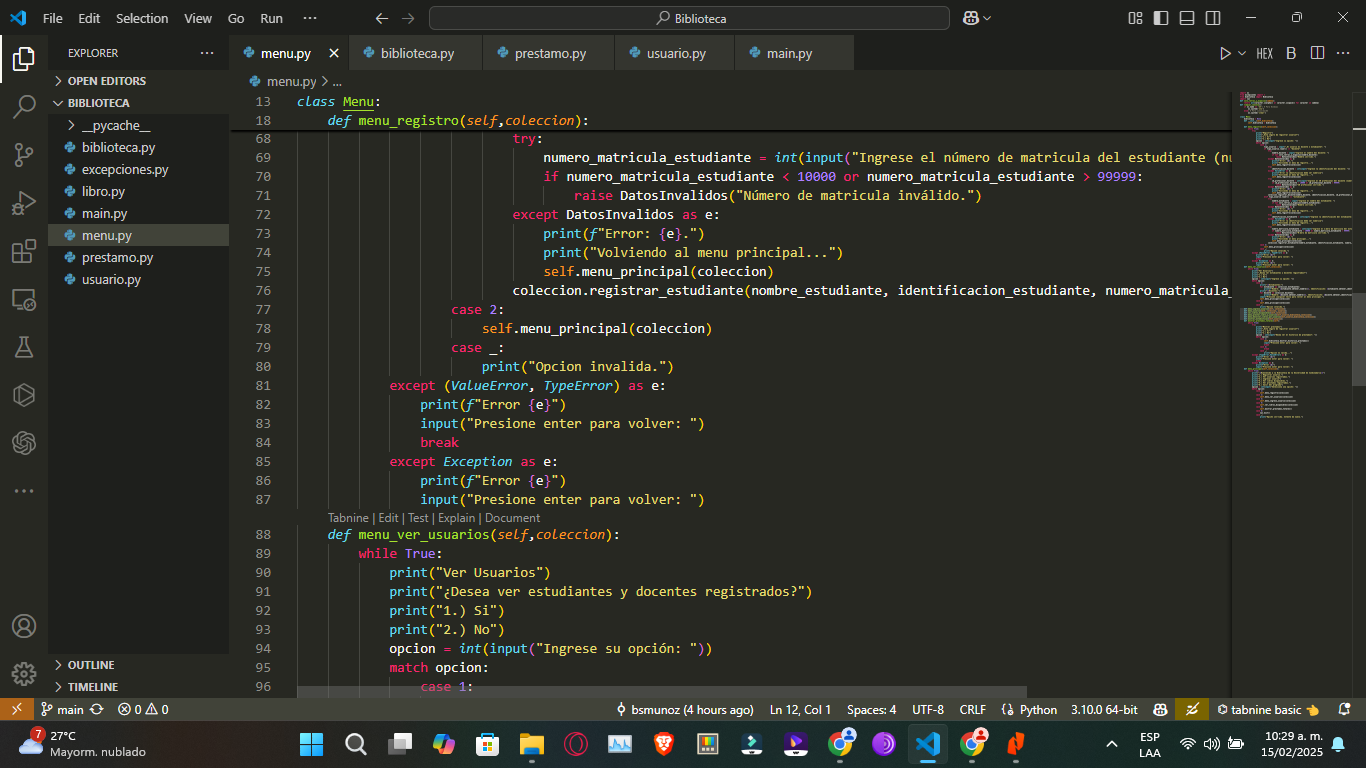 File Edit Selection View Go Run ··· Biblioteca
EXPLORER ···
OPEN EDITORS
BIBLIOTECA
__pycache__
biblioteca.py
excepciones.py
libro.py
main.py
menu.py
prestamo.py
usuario.py
OUTLINE
TIMELINE
menu.py biblioteca.py prestamo.py usuario.py main.py HEX B ···
menu.py > ...
13 class Menu:
18 def menu_registro(self,coleccion):
68 try:
69 numero_matricula_estudiante = int(input("Ingrese el número de matricula del estudiante (nu
70 if numero_matricula_estudiante < 10000 or numero_matricula_estudiante > 99999:
71 raise DatosInvalidos("Número de matricula inválido.")
72 except DatosInvalidos as e:
73 print(f"Error: {e}.")
74 print("Volviendo al menu principal...")
75 self.menu_principal(coleccion)
76 coleccion.registrar_estudiante(nombre_estudiante, identificacion_estudiante, numero_matricula_
77 case 2:
78 self.menu_principal(coleccion)
79 case _:
80 print("Opcion invalida.")
81 except (ValueError, TypeError) as e:
82 print(f"Error {e}")
83 input("Presione enter para volver: ")
84 break
85 except Exception as e:
86 print(f"Error {e}")
87 input("Presione enter para volver: ")
Tabnine | Edit | Test | Explain | Document
88 def menu_ver_usuarios(self,coleccion):
89 while True:
90 print("Ver Usuarios")
91 print("¿Desea ver estudiantes y docentes registrados?")
92 print("1.) Si")
93 print("2.) No")
94 opcion = int(input("Ingrese su opción: "))
95 match opcion:
96 case 1:
main 0 0 bsmunoz (4 hours ago) Ln 12, Col 1 Spaces: 4 UTF-8 CRLF Python 3.10.0 64-bit tabnine basic
7 27°C
Mayorm. nublado
ESP
LAA
10:29 a. m.
15/02/2025